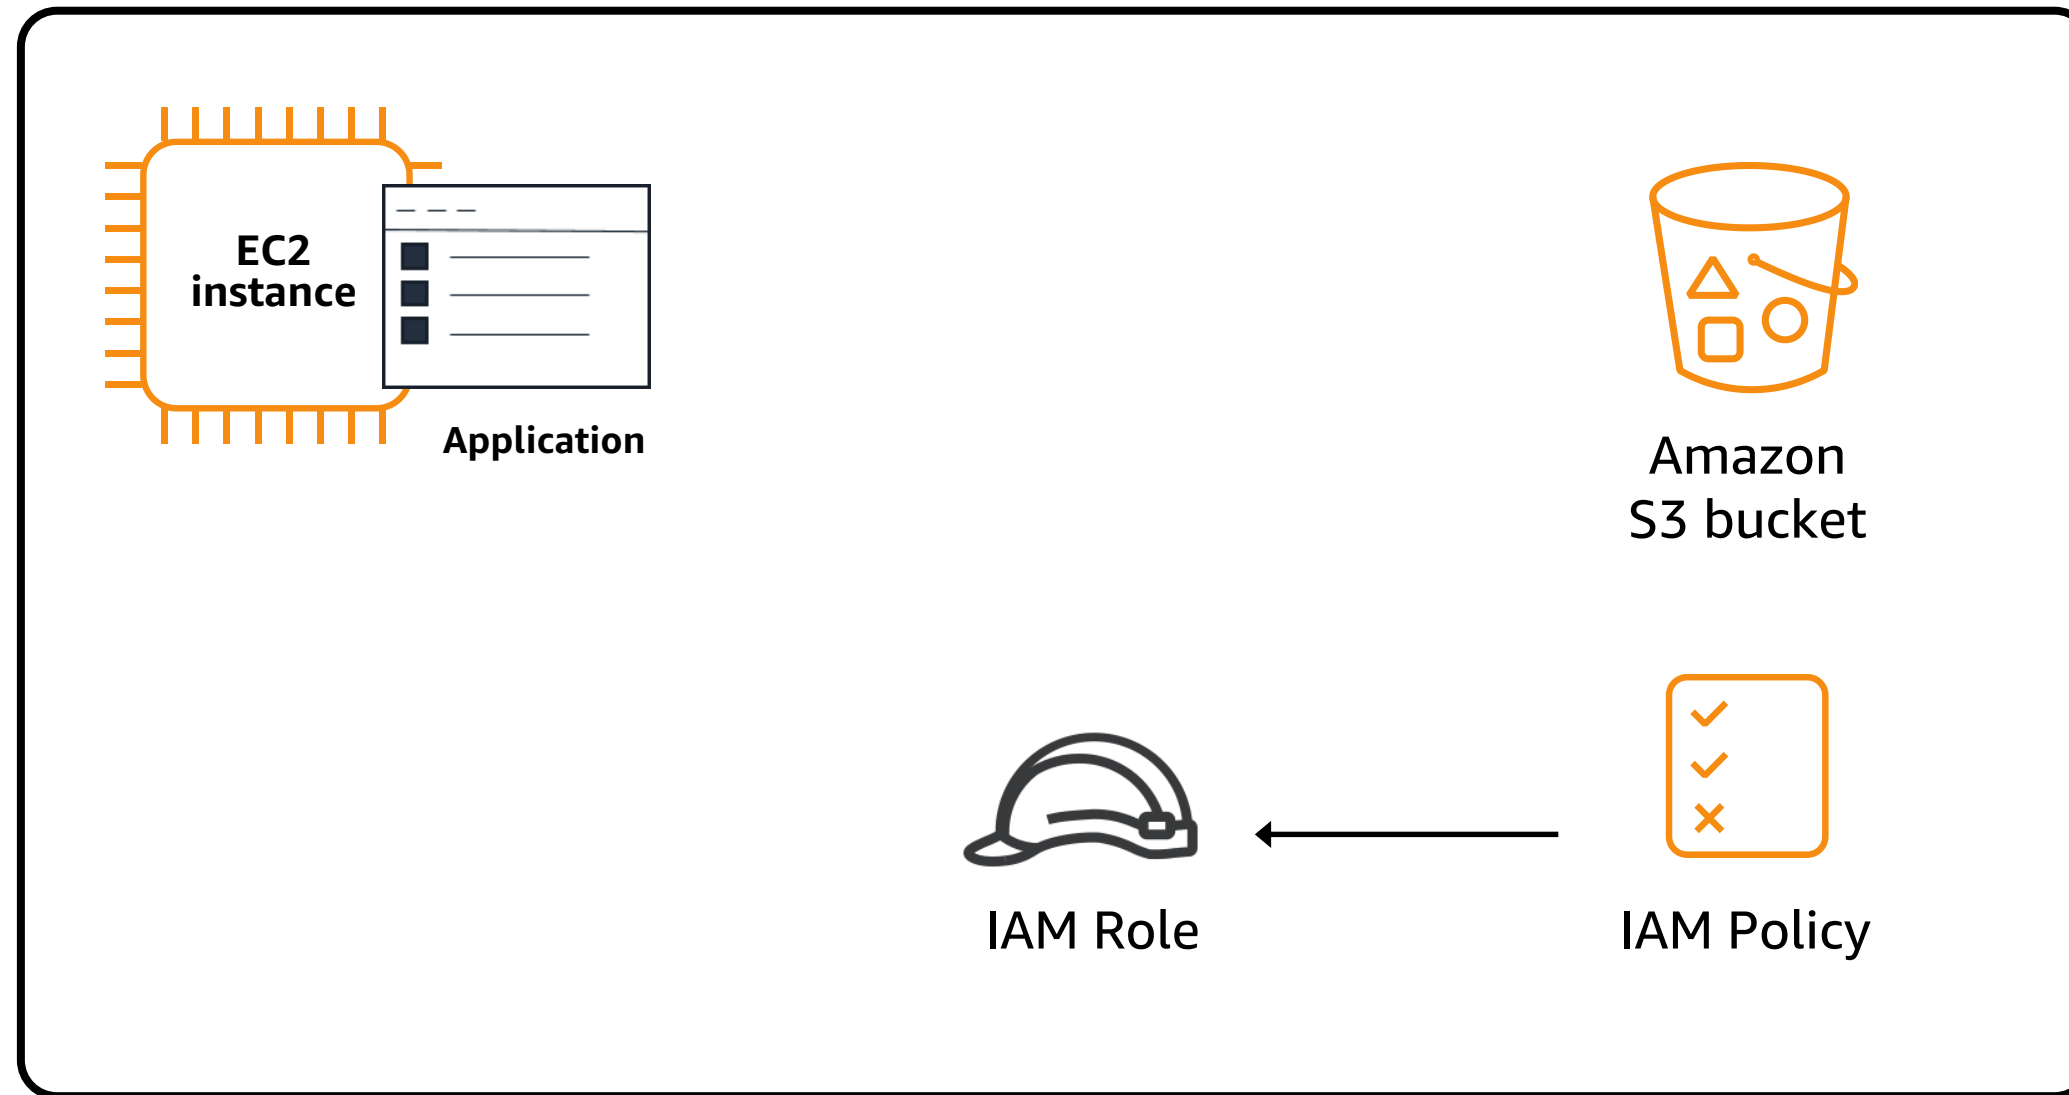 EC2
instance
Application
Amazon
S3 bucket
IAM Role
IAM Policy